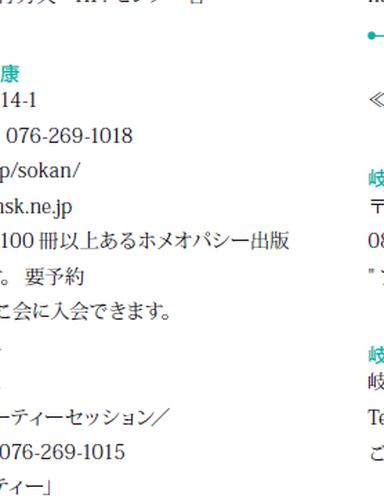 康
14-1
076-269-1018
p/sokan/
nsk.ne.jp
100 冊以上あるホメオパシー出版
。 要予約
こ会に入会できます。
ーティーセッション／
076-269-1015
ティー」
≪
岐
〒
08
"
岐
岐
Te
ご